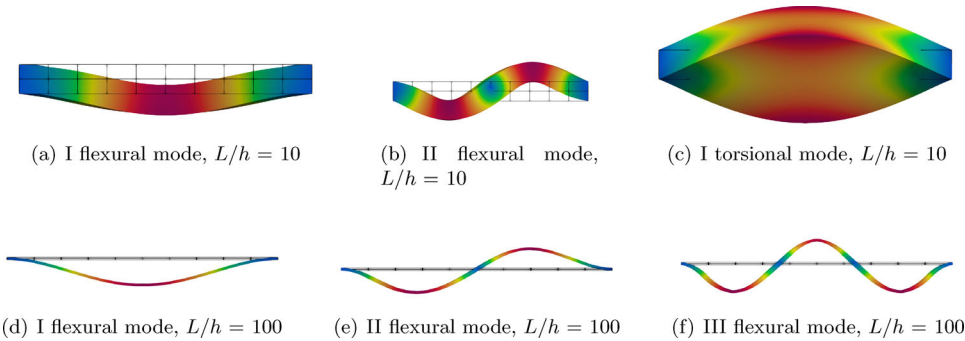 (a) I flexural mode, L/h = 10
(b) II flexural mode,
L/h = 10
(c) I torsional mode, L/h = 10
(d) I flexural mode, L/h = 100
(e) II flexural mode, L/h = 100
(f) III flexural mode, L/h = 100